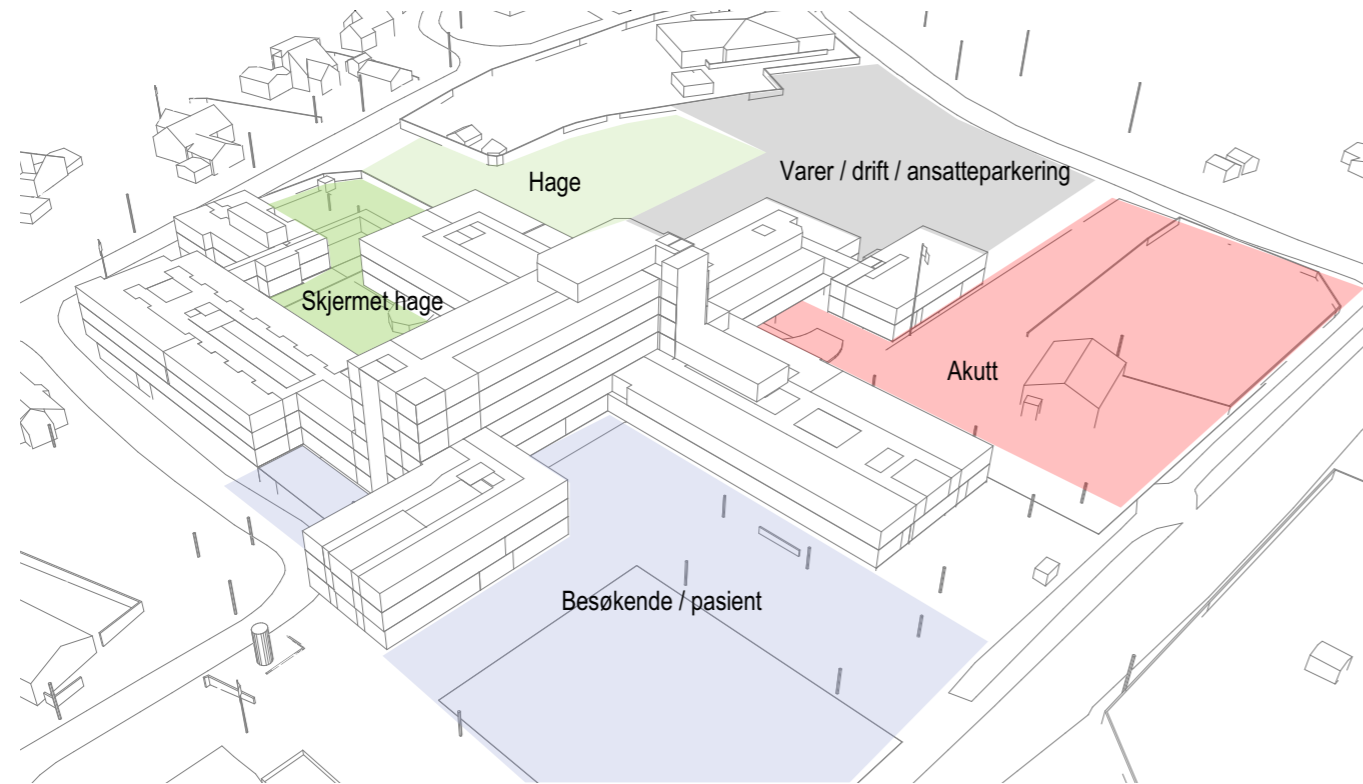 Hage
Varer / drift / ansatteparkering
Skjermet hage
Akutt
Besøkende / pasient